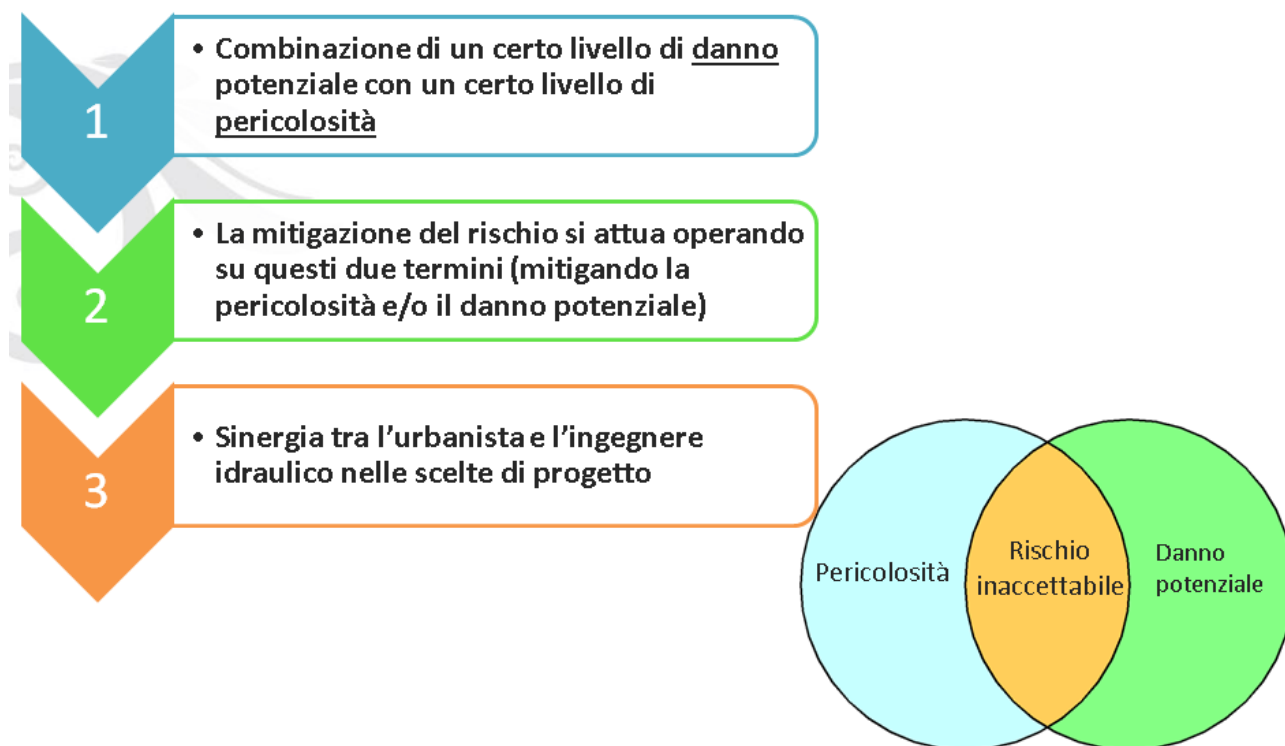 1
• Combinazione di un certo livello di danno
potenziale con un certo livello di
pericolosità
2
• La mitigazione del rischio si attua operando
su questi due termini (mitigando la
pericolosità e/o il danno potenziale)
3
• Sinergia tra l'urbanista e l'ingegnere
idraulico nelle scelte di progetto
Pericolosità
Rischio
inaccettabile
Danno
potenziale